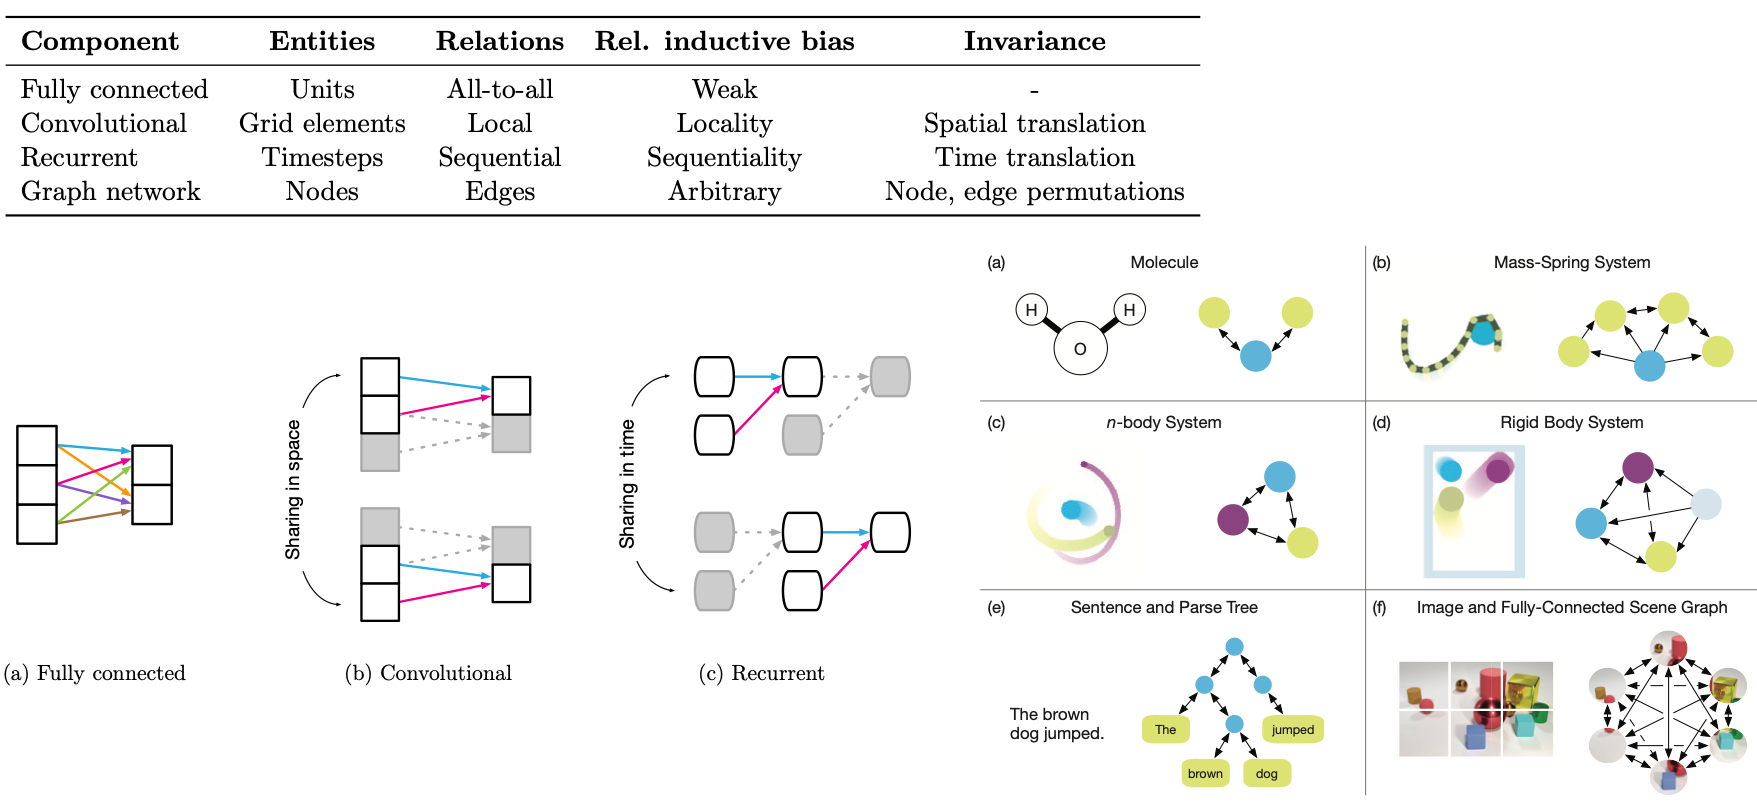 Component Entities Relations Rel. inductive bias Invariance
Fully connected Units All-to-all Weak -
Convolutional Grid elements Local Locality Spatial translation
Recurrent Timesteps Sequential Sequentiality Time translation
Graph network Nodes Edges Arbitrary Node, edge permutations
(a) Fully connected
Sharing in space
(b) Convolutional
Sharing in time
(c) Recurrent
(a) Molecule
H H
O
(b) Mass-Spring System
(c) n-body System
(d) Rigid Body System
(e) Sentence and Parse Tree
The brown
dog jumped.
The jumped
brown dog
(f) Image and Fully-Connected Scene Graph